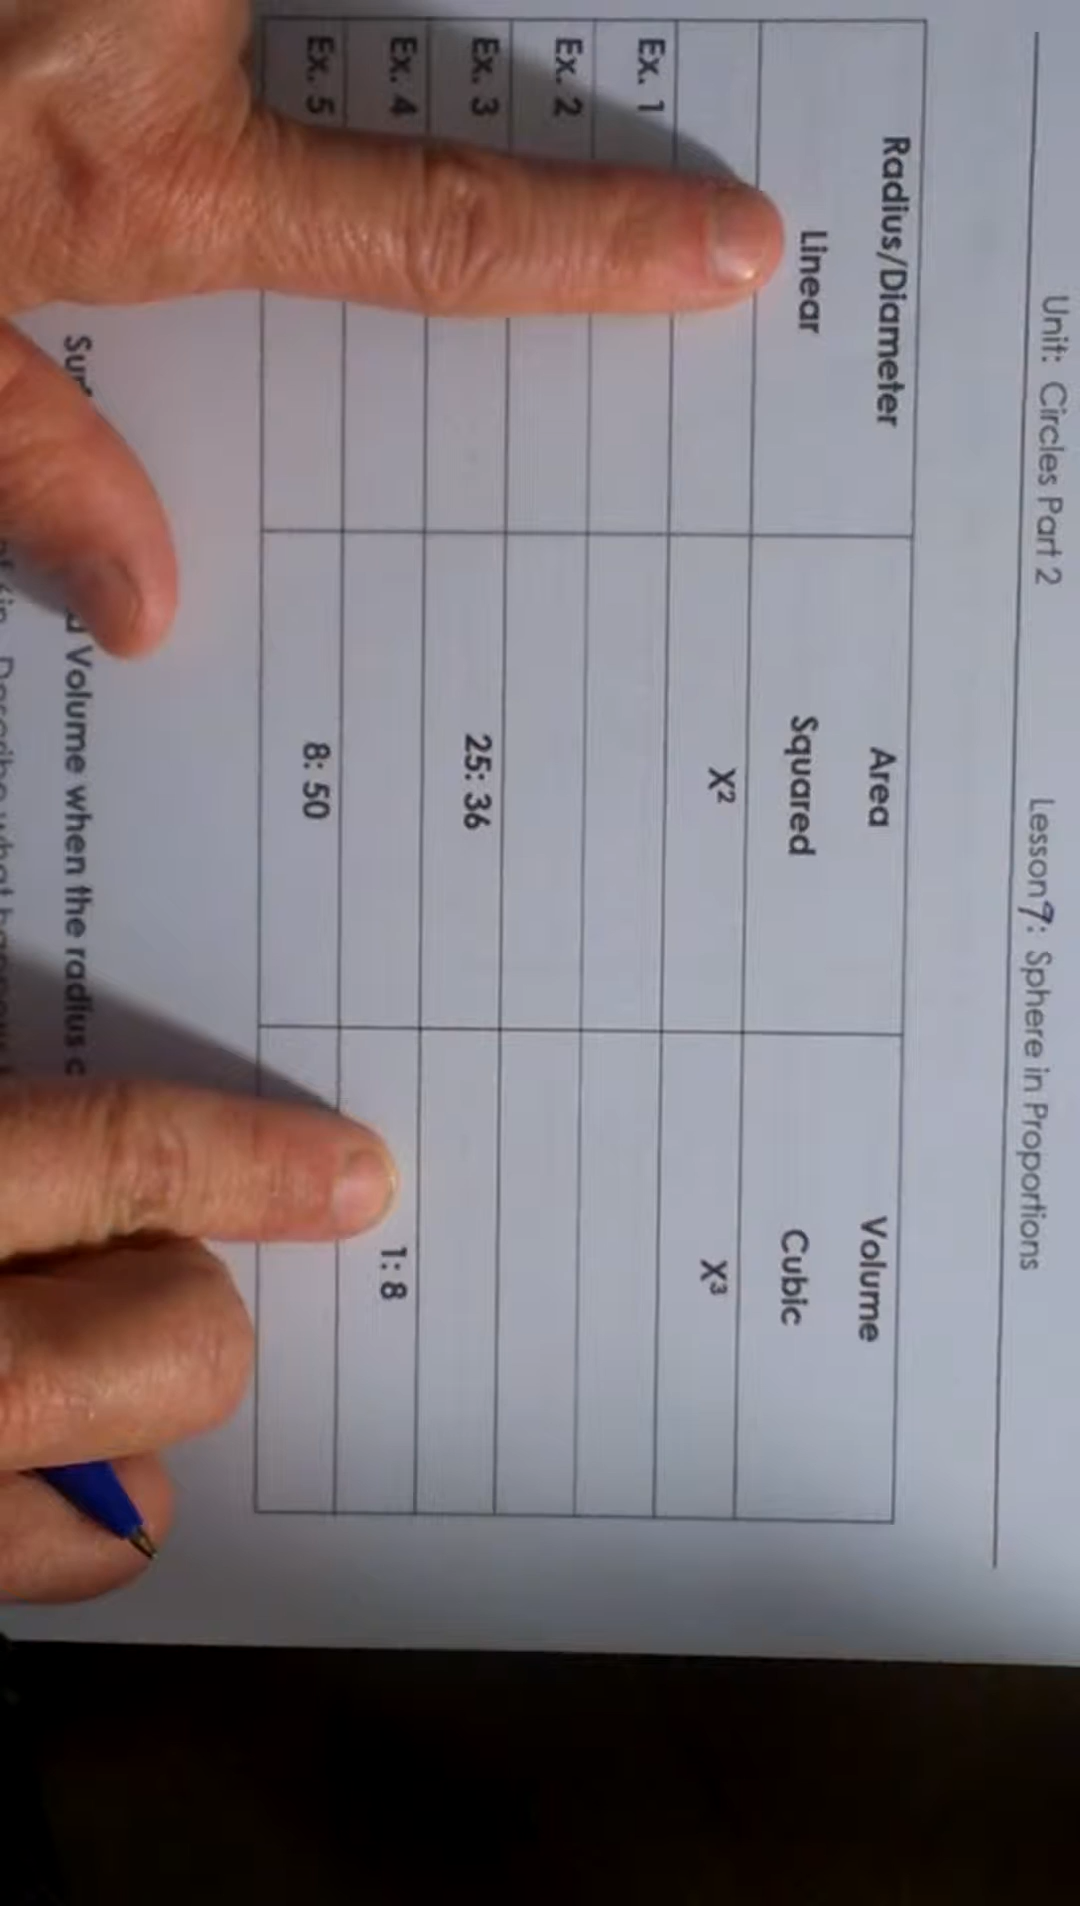 Unit: Circles Part 2 Lesson 9: Sphere in Proportions
Radius/Diameter Area Volume
Linear Squared Cubic
X² X³
Ex. 1
Ex. 2
Ex. 3 25: 36
Ex. 4 1: 8
Ex. 5 8: 50
Volume when the radius